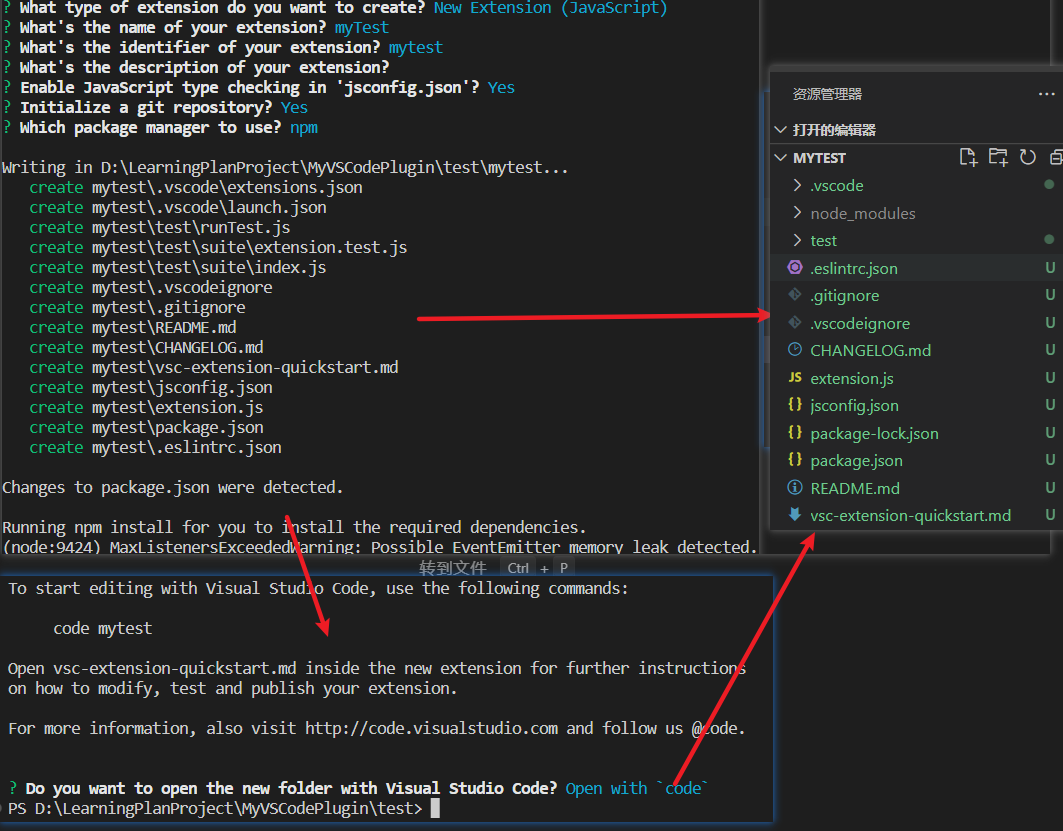 ? What type of extension do you want to create? New Extension (JavaScript)
? What's the name of your extension? myTest
? What's the identifier of your extension? mytest
? What's the description of your extension?
? Enable JavaScript type checking in 'jsconfig.json'? Yes
? Initialize a git repository? Yes
? Which package manager to use? npm
Writing in D:\LearningPlanProject\MyVSCodePlugin\test\mytest...
create mytest\.vscode\extensions.json
create mytest\.vscode\launch.json
create mytest\test\runTest.js
create mytest\test\suite\extension.test.js
create mytest\test\suite\index.js
create mytest\.vscodeignore
create mytest\.gitignore
create mytest\README.md
create mytest\CHANGELOG.md
create mytest\vsc-extension-quickstart.md
create mytest\jsconfig.json
create mytest\extension.js
create mytest\package.json
create mytest\.eslintrc.json
Changes to package.json were detected.
Running npm install for you to install the required dependencies.
(node:9424) MaxListenersExceededWarning: Possible EventEmitter memory leak detected.
转到文件 Ctrl + P
To start editing with Visual Studio Code, use the following commands:
code mytest
Open vsc-extension-quickstart.md inside the new extension for further instructions
on how to modify, test and publish your extension.
For more information, also visit http://code.visualstudio.com and follow us @code.
? Do you want to open the new folder with Visual Studio Code? Open with `code`
PS D:\LearningPlanProject\MyVSCodePlugin\test>
资源管理器
打开的编辑器
MYTEST
.vscode
node_modules
test
.eslintrc.json U
.gitignore U
.vscodeignore U
CHANGELOG.md U
JS extension.js U
{} jsconfig.json U
{} package-lock.json U
{} package.json U
README.md U
vsc-extension-quickstart.md U